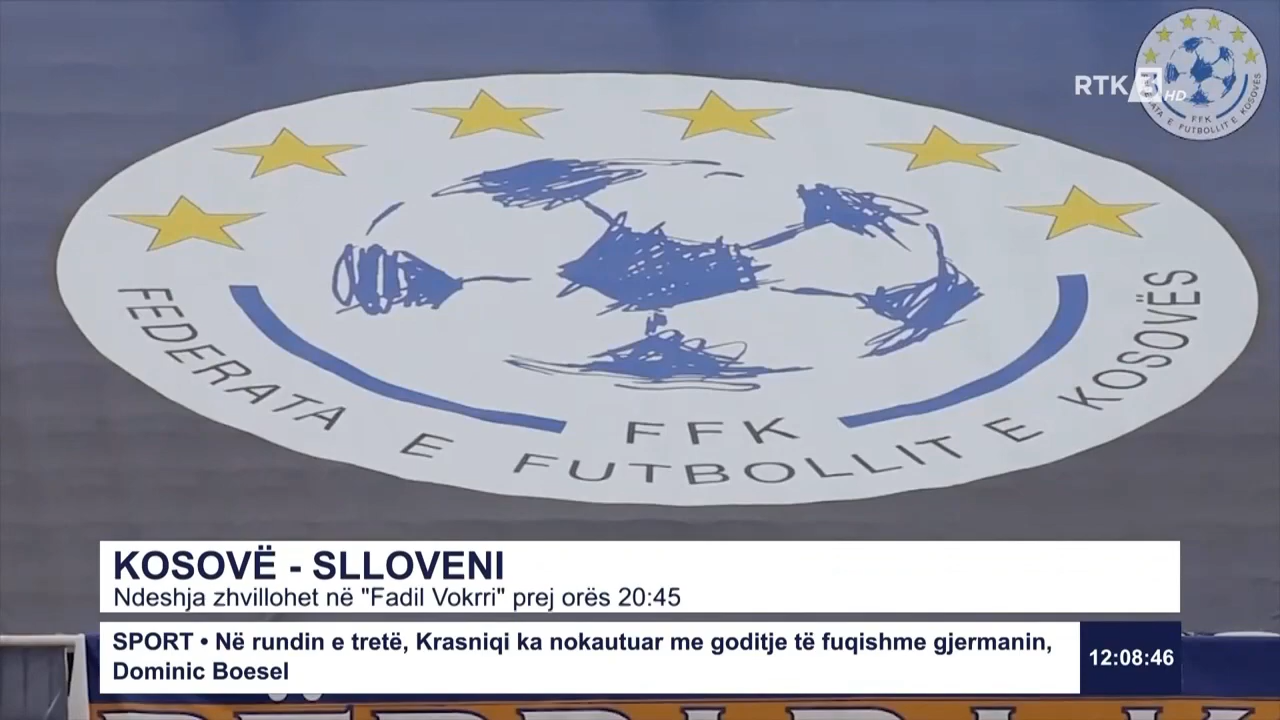 RTK 3 HD
FFK
FEDERATA E FUTBOLLIT E KOSOVËS
FEDERATA E FUTBOLLIT E KOSOVËS
FFK
KOSOVË - SLLOVENI
Ndeshja zhvillohet në "Fadil Vokrri" prej orës 20:45
SPORT • Në rundin e tretë, Krasniqi ka nokautuar me goditje të fuqishme gjermanin,
Dominic Boesel
12:08:46